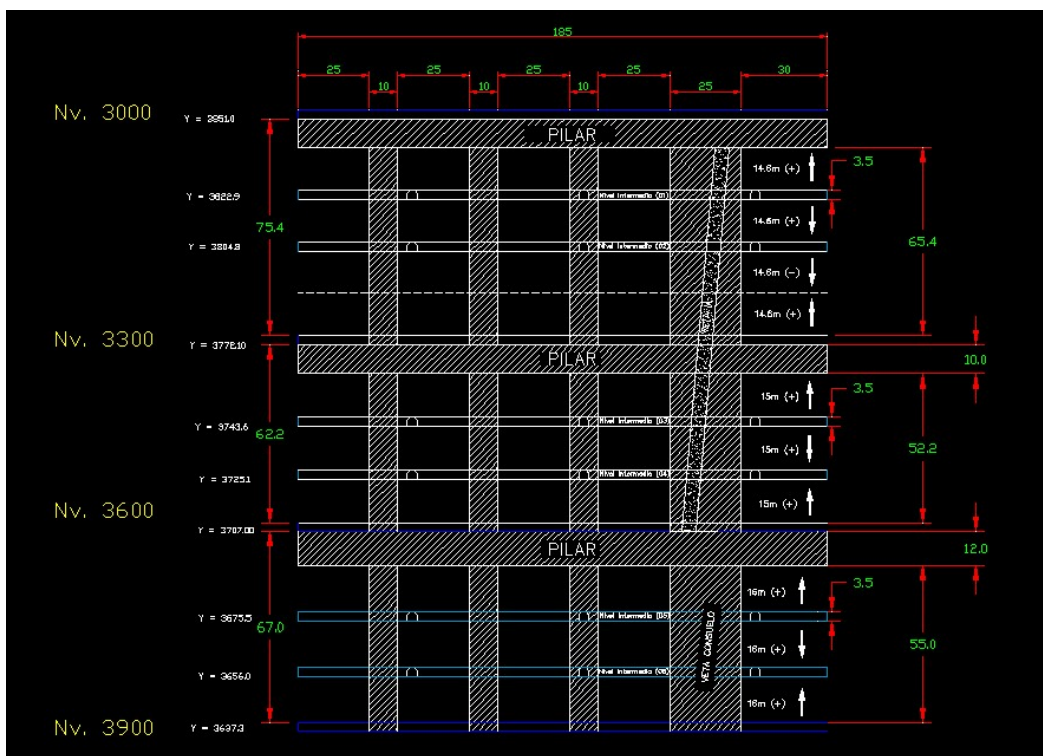 185
25 25 25 25 30
10 10 10 25
Nv. 3000
Y = 3851.0
PILAR
14.6m (+)
3.5
Y = 3822.9
Nivel Intermedio (01)
14.6m (+)
75.4
65.4
Y = 3804.8
Nivel Intermedio (02)
14.6m (-)
14.6m (+)
Nv. 3300
Y = 3772.10
PILAR
10.0
15m (+)
3.5
Y = 3743.6
Nivel Intermedio (03)
62.2
15m (+)
52.2
Y = 3725.1
Nivel Intermedio (04)
15m (+)
Nv. 3600
Y = 3707.00
PILAR
12.0
16m (+)
3.5
Y = 3675.5
Nivel Intermedio (05)
67.0
VETA CONSUELO
16m (+)
55.0
Y = 3656.0
Nivel Intermedio (06)
16m (+)
Nv. 3900
Y = 3637.3